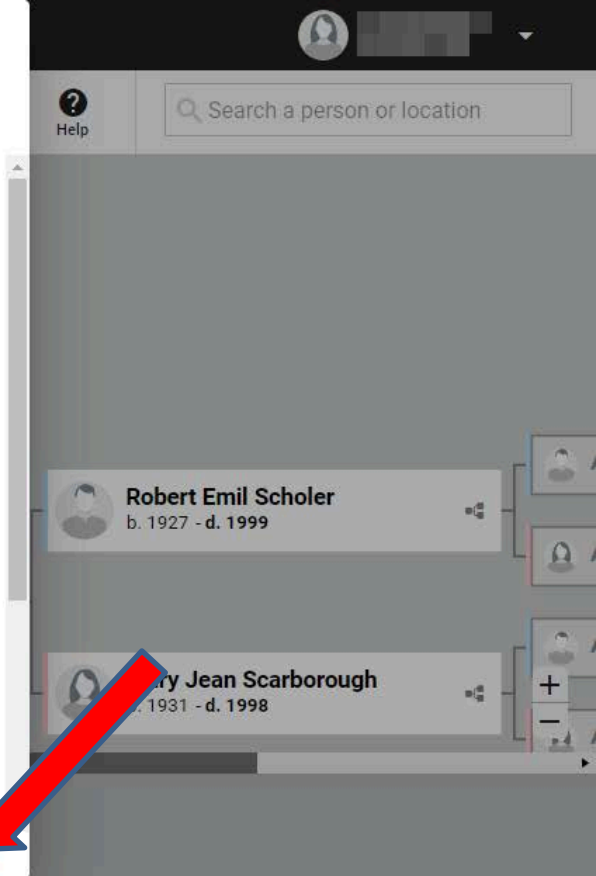 Help
Search a person or location
Robert Emil Scholer
b. 1927 - d. 1999
Jean Scarborough
1931 - d. 1998
+
−